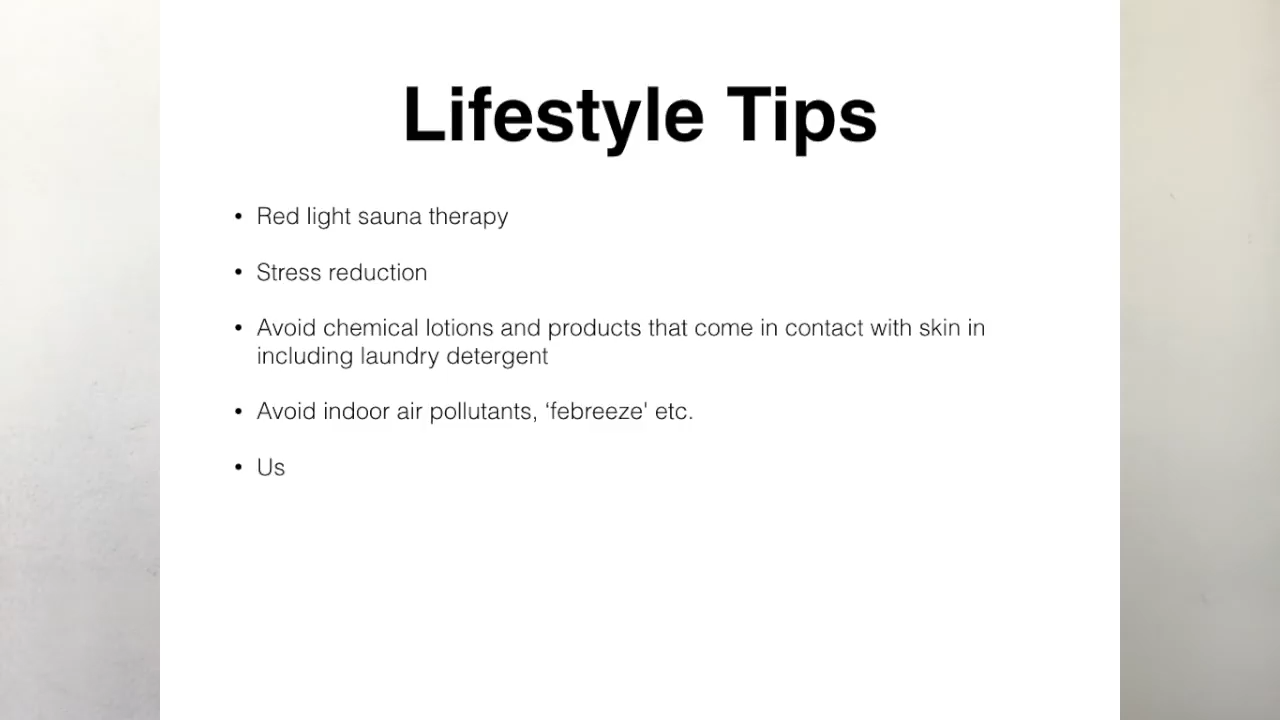 Lifestyle Tips
• Red light sauna therapy
• Stress reduction
• Avoid chemical lotions and products that come in contact with skin in
including laundry detergent
• Avoid indoor air pollutants, ‘febreeze' etc.
• Us